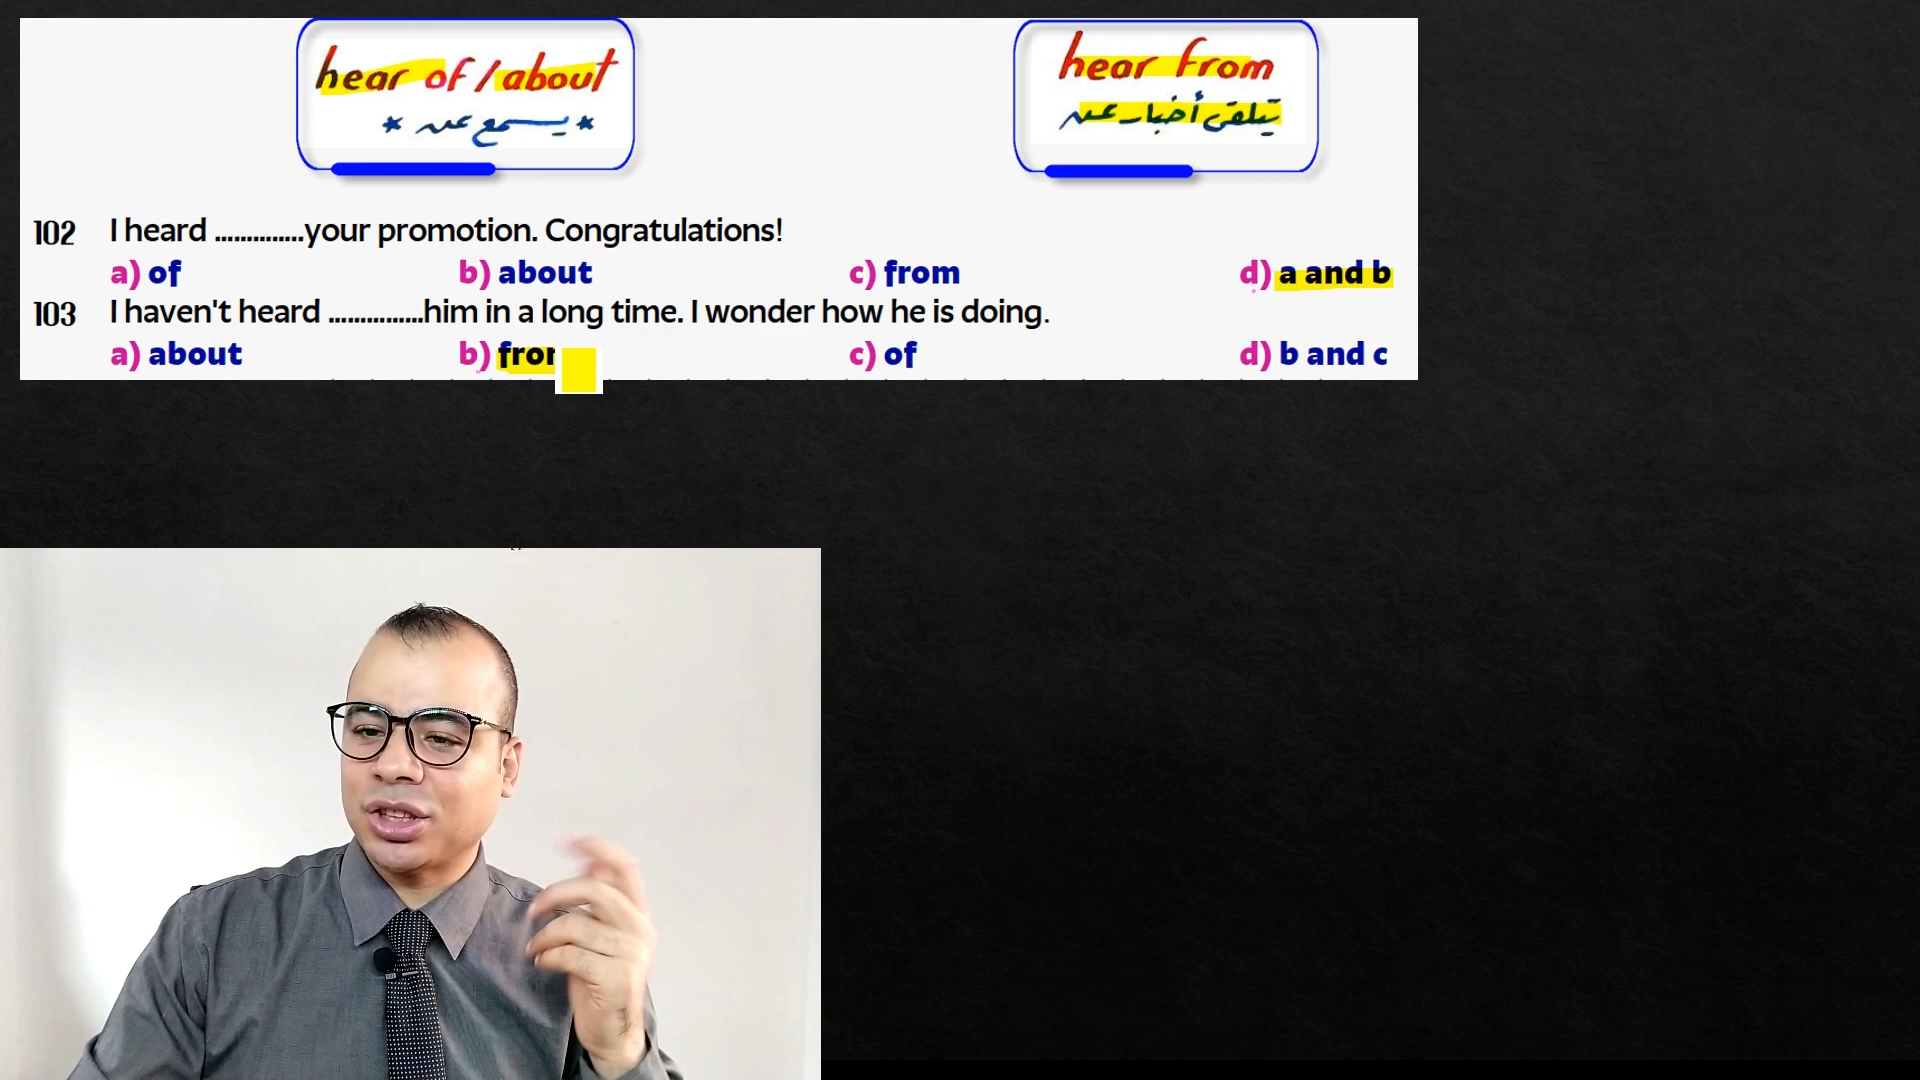 hear of / about
* يسمع عن *
hear from
يتلقى أخبار عن
102 I heard ..............your promotion. Congratulations!
a) of b) about c) from d) a and b
103 I haven't heard ...............him in a long time. I wonder how he is doing.
a) about b) from c) of d) b and c